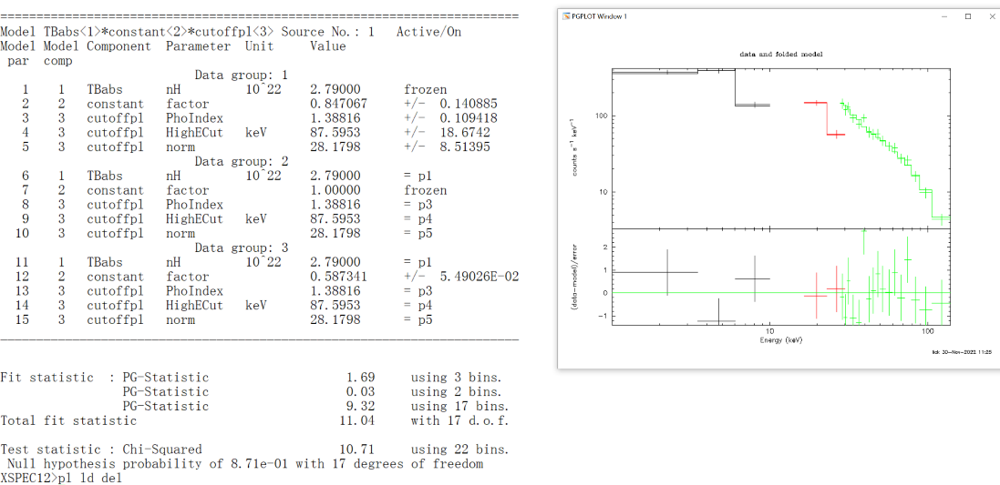 ========================================================================
Model TBabs<1>*constant<2>*cutoffpl<3> Source No.: 1   Active/On
Model Model Component  Parameter  Unit     Value
 par  comp
                           Data group: 1
   1    1   TBabs      nH         10^22    2.79000      frozen
   2    2   constant   factor              0.847067     +/-  0.140885
   3    3   cutoffpl   PhoIndex            1.38816      +/-  0.109418
   4    3   cutoffpl   HighECut   keV      87.5953      +/-  18.6742
   5    3   cutoffpl   norm                28.1798      +/-  8.51395
                           Data group: 2
   6    1   TBabs      nH         10^22    2.79000      = p1
   7    2   constant   factor              1.00000      frozen
   8    3   cutoffpl   PhoIndex            1.38816      = p3
   9    3   cutoffpl   HighECut   keV      87.5953      = p4
  10    3   cutoffpl   norm                28.1798      = p5
                           Data group: 3
  11    1   TBabs      nH         10^22    2.79000      = p1
  12    2   constant   factor              0.587341     +/-  5.49026E-02
  13    3   cutoffpl   PhoIndex            1.38816      = p3
  14    3   cutoffpl   HighECut   keV      87.5953      = p4
  15    3   cutoffpl   norm                28.1798      = p5
________________________________________________________________________
Fit statistic  : PG-Statistic                   1.69     using 3 bins.
                 PG-Statistic                   0.03     using 2 bins.
                 PG-Statistic                   9.32     using 17 bins.
Total fit statistic                            11.04     with 17 d.o.f.
Test statistic : Chi-Squared                   10.71     using 22 bins.
 Null hypothesis probability of 8.71e-01 with 17 degrees of freedom
XSPEC12>pl ld del
PGPLOT Window 1
data and folded model
counts s⁻¹ keV⁻¹
100
10
(data-model)/error
2
1
0
-1
10
100
Energy (keV)
30-Nov-2022 11:25